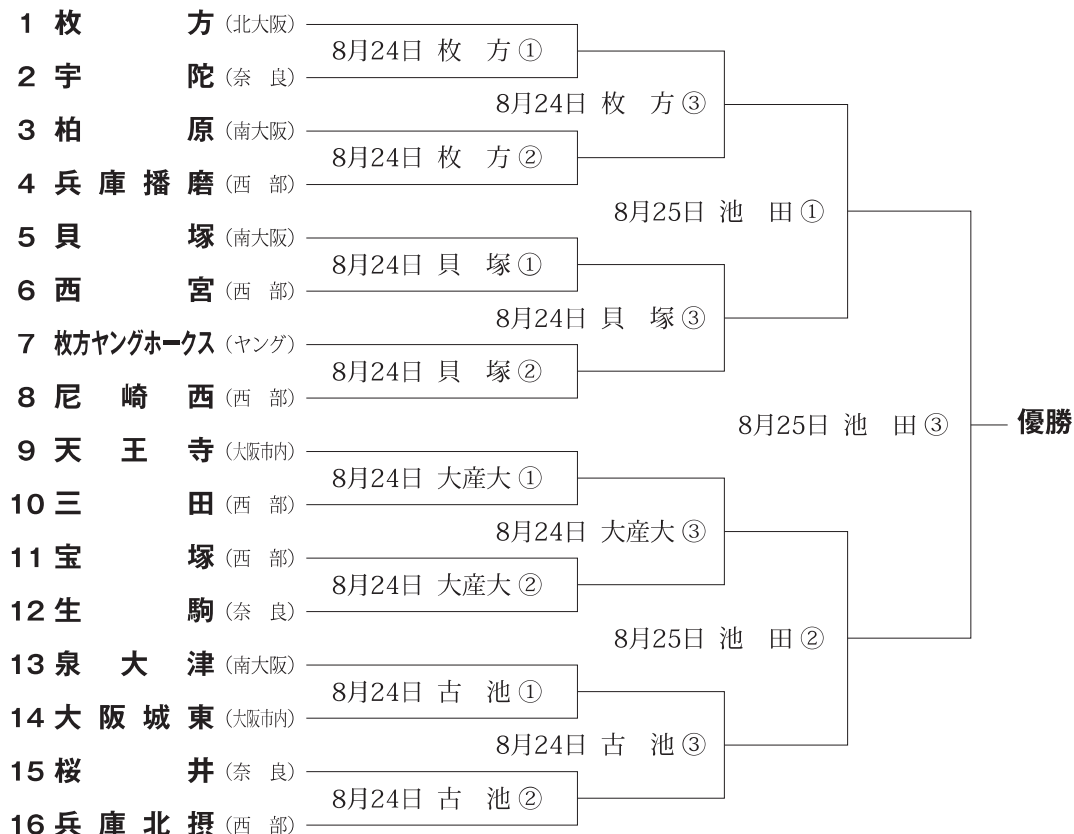 1 枚方（北大阪）
8月24日 枚方①
2 宇陀（奈良）
8月24日 枚方③
3 柏原（南大阪）
8月24日 枚方②
4 兵庫播磨（西部）
8月25日 池田①
5 貝塚（南大阪）
8月24日 貝塚①
6 西宮（西部）
8月24日 貝塚③
7 枚方ヤングホークス（ヤング）
8月24日 貝塚②
8 尼崎西（西部）
8月25日 池田③
優勝
9 天王寺（大阪市内）
8月24日 大産大①
10 三田（西部）
8月24日 大産大③
11 宝塚（西部）
8月24日 大産大②
12 生駒（奈良）
8月25日 池田②
13 泉大津（南大阪）
8月24日 古池①
14 大阪城東（大阪市内）
8月24日 古池③
15 桜井（奈良）
8月24日 古池②
16 兵庫北摂（西部）